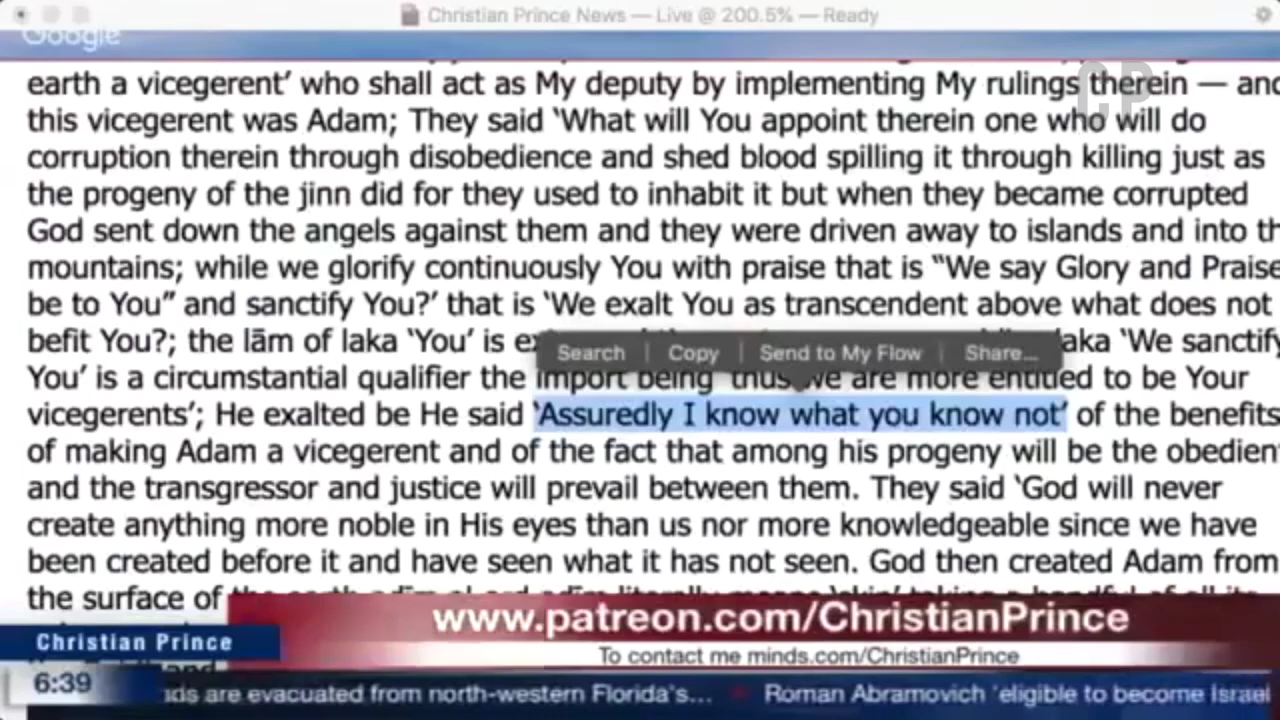 Christian Prince News — Live @ 200.5% — Ready
Google
CP
earth a vicegerent’ who shall act as My deputy by implementing My rulings therein — and
this vicegerent was Adam; They said ‘What will You appoint therein one who will do
corruption therein through disobedience and shed blood spilling it through killing just as
the progeny of the jinn did for they used to inhabit it but when they became corrupted
God sent down the angels against them and they were driven away to islands and into th
mountains; while we glorify continuously You with praise that is “We say Glory and Praise
be to You” and sanctify You?’ that is ‘We exalt You as transcendent above what does not
befit You?; the lām of laka ‘You’ is laka ‘We sanctify
Search Copy Send to My Flow Share...
You’ is a circumstantial qualifier the import being ‘thus we are more entitled to be Your
vicegerents’; He exalted be He said ‘Assuredly I know what you know not’ of the benefits
of making Adam a vicegerent and of the fact that among his progeny will be the obedient
and the transgressor and justice will prevail between them. They said ‘God will never
create anything more noble in His eyes than us nor more knowledgeable since we have
been created before it and have seen what it has not seen. God then created Adam from
the surface of
www.patreon.com/ChristianPrince
Christian Prince
To contact me minds.com/ChristianPrince
and
6:39
nds are evacuated from north-western Florida's... Roman Abramovich 'eligible to become Israel